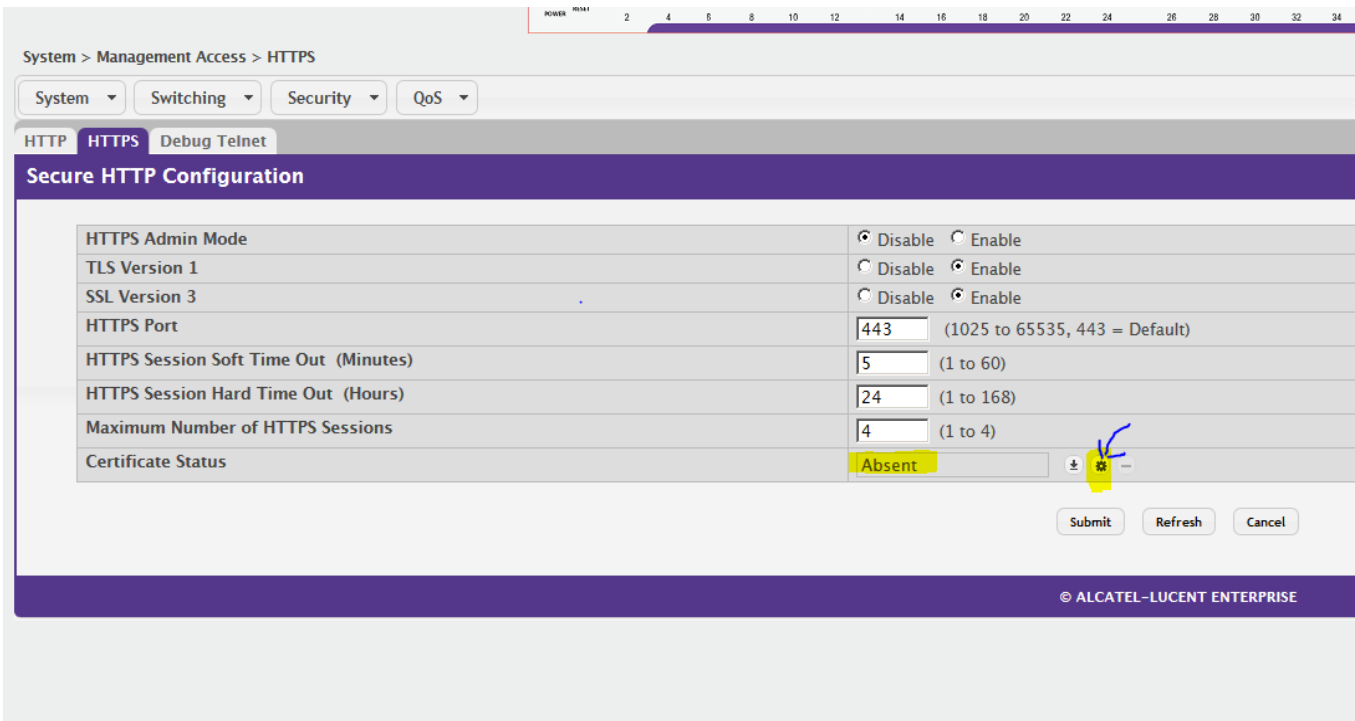 POWER RESET 2 4 6 8 10 12 14 16 18 20 22 24 26 28 30 32 34
System > Management Access > HTTPS
System Switching Security QoS
HTTP HTTPS Debug Telnet
Secure HTTP Configuration
HTTPS Admin Mode Disable Enable
TLS Version 1 Disable Enable
SSL Version 3 Disable Enable
HTTPS Port 443 (1025 to 65535, 443 = Default)
HTTPS Session Soft Time Out (Minutes) 5 (1 to 60)
HTTPS Session Hard Time Out (Hours) 24 (1 to 168)
Maximum Number of HTTPS Sessions 4 (1 to 4)
Certificate Status Absent
Submit Refresh Cancel
© ALCATEL-LUCENT ENTERPRISE